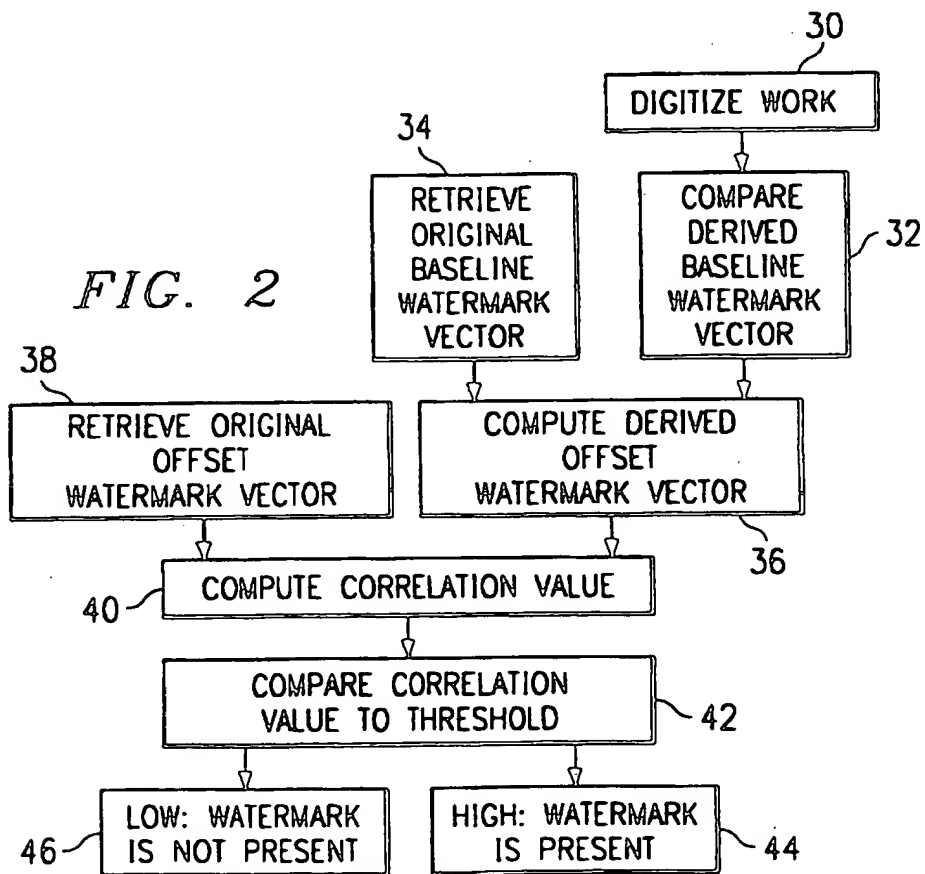 30
DIGITIZE WORK
34
RETRIEVE
ORIGINAL
BASELINE
WATERMARK
VECTOR
COMPARE
DERIVED
BASELINE
WATERMARK
VECTOR
32
FIG. 2
38
RETRIEVE ORIGINAL
OFFSET
WATERMARK VECTOR
COMPUTE DERIVED
OFFSET
WATERMARK VECTOR
36
40
COMPUTE CORRELATION VALUE
COMPARE CORRELATION
VALUE TO THRESHOLD
42
46
LOW: WATERMARK
IS NOT PRESENT
HIGH: WATERMARK
IS PRESENT
44